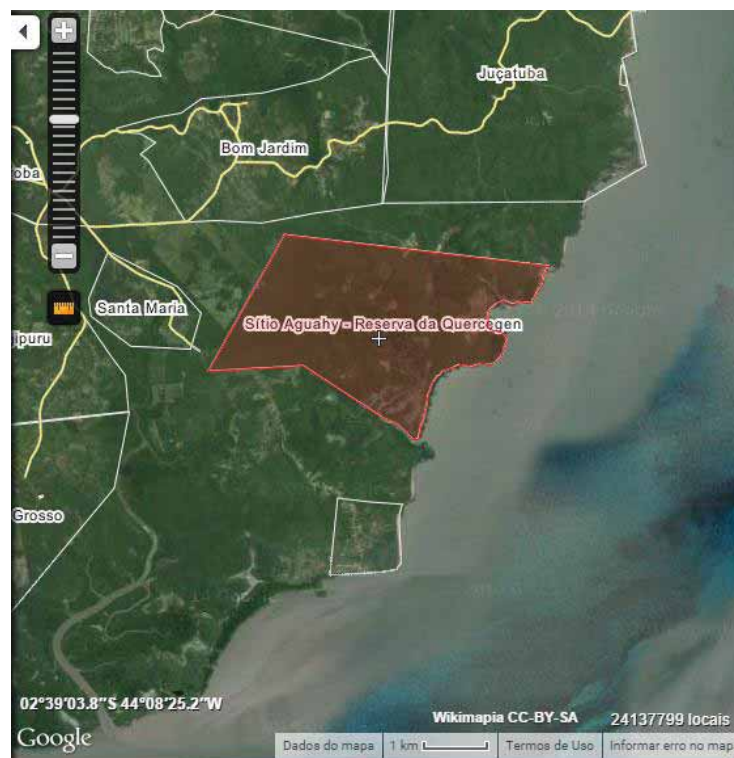 Juçatuba
Bom Jardim
oba
Santa Maria
Sítio Aguahy - Reserva da Quercegen
ipuru
Grosso
02°39'03.8"S 44°08'25.2"W
Wikimapia CC-BY-SA
24137799 locais
Google
Dados do mapa
1 km
Termos de Uso
Informar erro no map